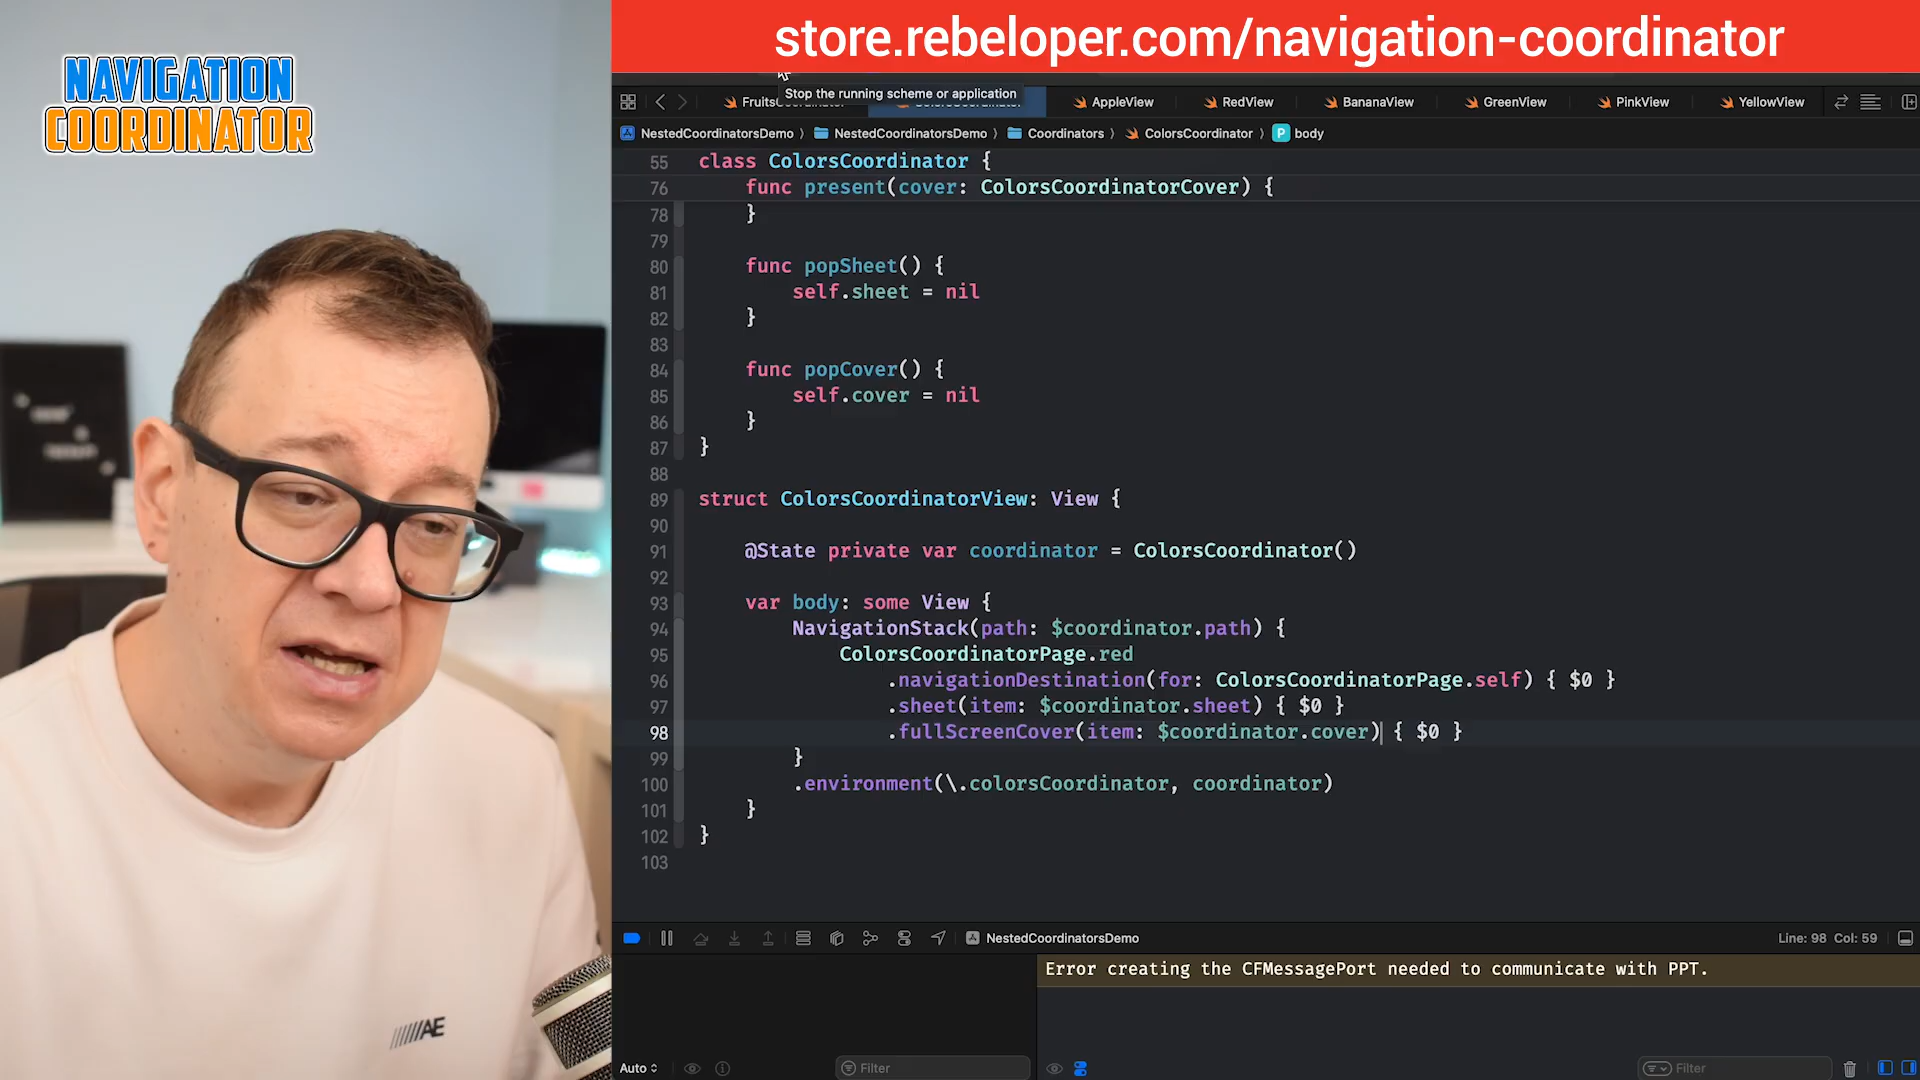 store.rebeloper.com/navigation-coordinator
NAVIGATION
COORDINATOR
Stop the running scheme or application
AppleView
RedView
BananaView
GreenView
PinkView
YellowView
NestedCoordinatorsDemo
NestedCoordinatorsDemo
Coordinators
ColorsCoordinator
P body
55 class ColorsCoordinator {
76 func present(cover: ColorsCoordinatorCover) {
78 }
79
80 func popSheet() {
81 self.sheet = nil
82 }
83
84 func popCover() {
85 self.cover = nil
86 }
87 }
88
89 struct ColorsCoordinatorView: View {
90
91 @State private var coordinator = ColorsCoordinator()
92
93 var body: some View {
94 NavigationStack(path: $coordinator.path) {
95 ColorsCoordinatorPage.red
96 .navigationDestination(for: ColorsCoordinatorPage.self) { $0 }
97 .sheet(item: $coordinator.sheet) { $0 }
98 .fullScreenCover(item: $coordinator.cover) { $0 }
99 }
100 .environment(\.colorsCoordinator, coordinator)
101 }
102 }
103
NestedCoordinatorsDemo
Line: 98 Col: 59
Error creating the CFMessagePort needed to communicate with PPT.
Auto
Filter
Filter
//////AE